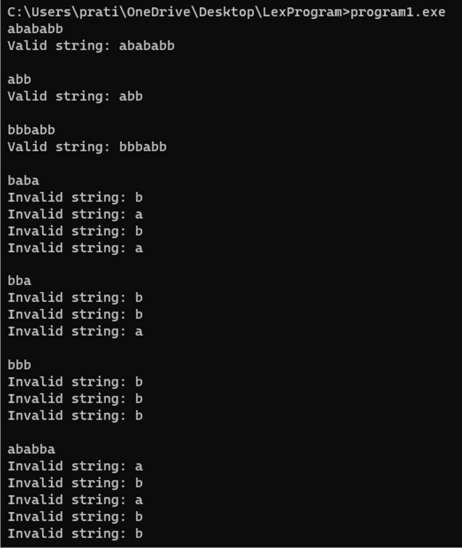 C:\Users\prati\OneDrive\Desktop\LexProgram>program1.exe
abababb
Valid string: abababb
abb
Valid string: abb
bbbabb
Valid string: bbbabb
baba
Invalid string: b
Invalid string: a
Invalid string: b
Invalid string: a
bba
Invalid string: b
Invalid string: b
Invalid string: a
bbb
Invalid string: b
Invalid string: b
Invalid string: b
ababba
Invalid string: a
Invalid string: b
Invalid string: a
Invalid string: b
Invalid string: b